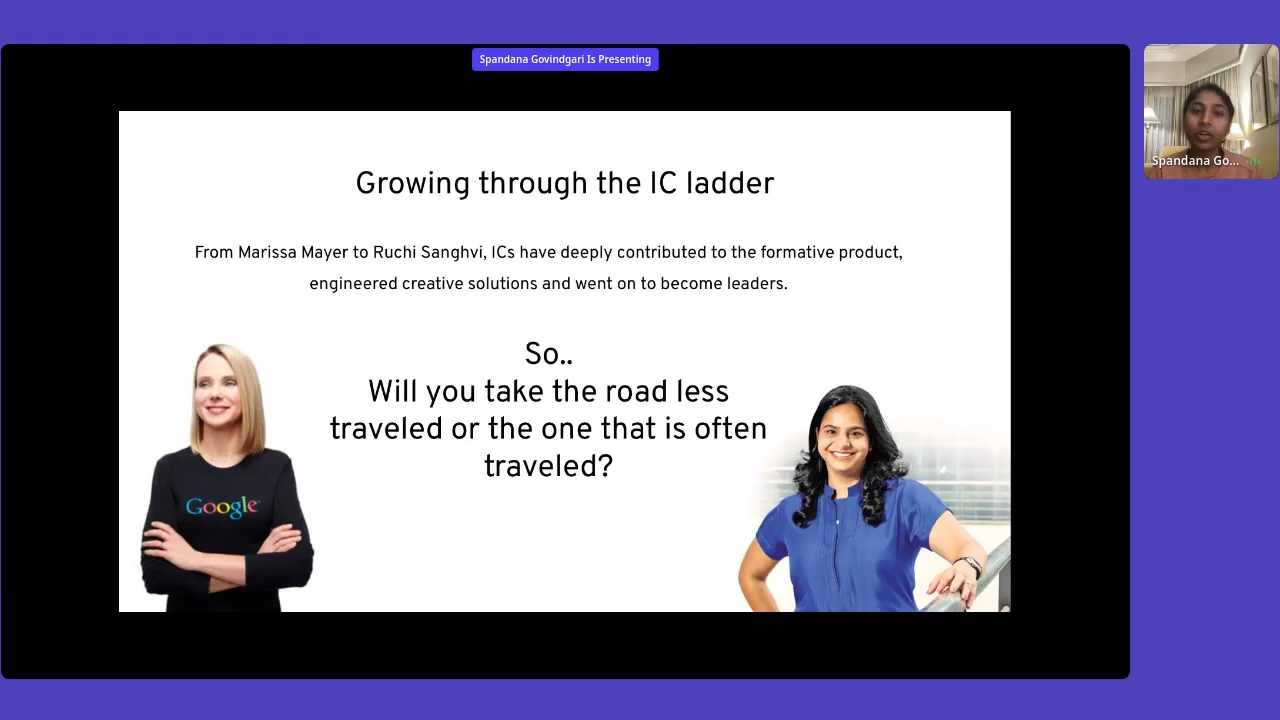 Spandana Govindgari Is Presenting
Growing through the IC ladder
From Marissa Mayer to Ruchi Sanghvi, ICs have deeply contributed to the formative product,
engineered creative solutions and went on to become leaders.
So..
Will you take the road less
traveled or the one that is often
traveled?
Google
Spandana Go...